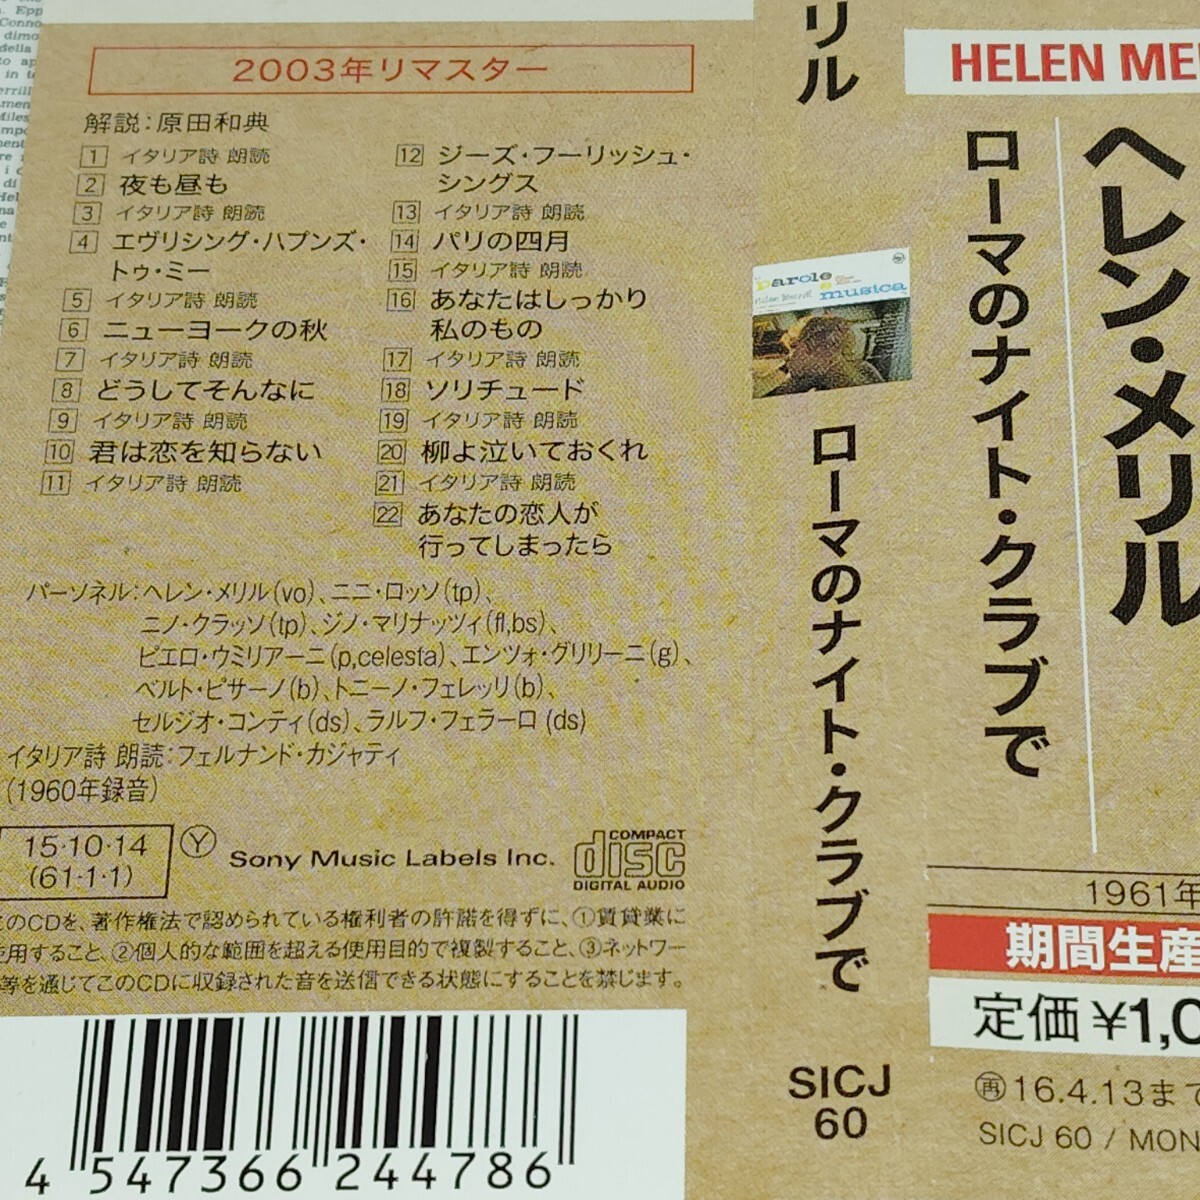 2003年リマスター
解説：原田和典
1 イタリア詩 朗読
2 夜も昼も
3 イタリア詩 朗読
4 エヴリシング・ハプンズ・
トゥ・ミー
5 イタリア詩 朗読
6 ニューヨークの秋
7 イタリア詩 朗読
8 どうしてそんなに
9 イタリア詩 朗読
10 君は恋を知らない
11 イタリア詩 朗読
12 ジーズ・フーリッシュ・
シングス
13 イタリア詩 朗読
14 パリの四月
15 イタリア詩 朗読
16 あなたはしっかり
私のもの
17 イタリア詩 朗読
18 ソリチュード
19 イタリア詩 朗読
20 柳よ泣いておくれ
21 イタリア詩 朗読
22 あなたの恋人が
行ってしまったら
パーソネル：ヘレン・メリル(vo)、ニニ・ロッソ(tp)、
ニノ・クラッソ(tp)、ジノ・マリナッツィ(fl,bs)、
ピエロ・ウミリアーニ(p,celesta)、エンツォ・グリリーニ(g)、
ベルト・ピサーノ(b)、トニーノ・フェレッリ(b)、
セルジオ・コンティ(ds)、ラルフ・フェラーロ(ds)
イタリア詩 朗読：フェルナンド・カジャティ
(1960年録音)
15・10・14
(61・1・1)
Ⓨ Sony Music Labels Inc.
COMPACT
disc
DIGITAL AUDIO
このCDを、著作権法で認められている権利者の許諾を得ずに、①賃貸業に
使用すること、②個人的な範囲を超える使用目的で複製すること、③ネットワー
等を通じてこのCDに収録された音を送信できる状態にすることを禁じます。
4 547366 244786
リル
parole
e musica
Helen Merrill
ローマのナイト・クラブで
SICJ
60
HELEN ME
ヘレン・メリル
ローマのナイト・クラブで
1961年
期間生産
定価¥1,0
再16.4.13まで
SICJ 60 / MON